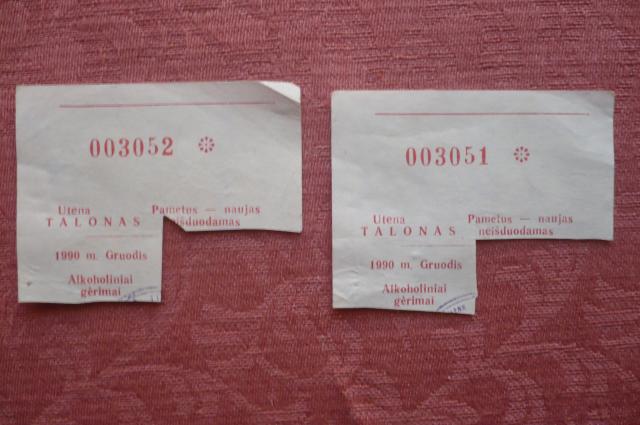 003052
Utena Pametus — naujas
TALONAS neišduodamas
1990 m. Gruodis
Alkoholiniai
gėrimai
003051
Utena Pametus — naujas
TALONAS neišduodamas
1990 m. Gruodis
Alkoholiniai
gėrimai